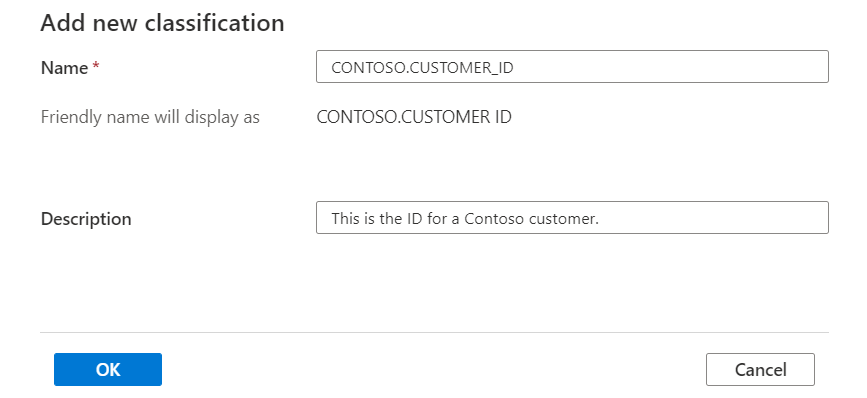 Add new classification
Name *
CONTOSO.CUSTOMER_ID
Friendly name will display as
CONTOSO.CUSTOMER ID
Description
This is the ID for a Contoso customer.
OK
Cancel